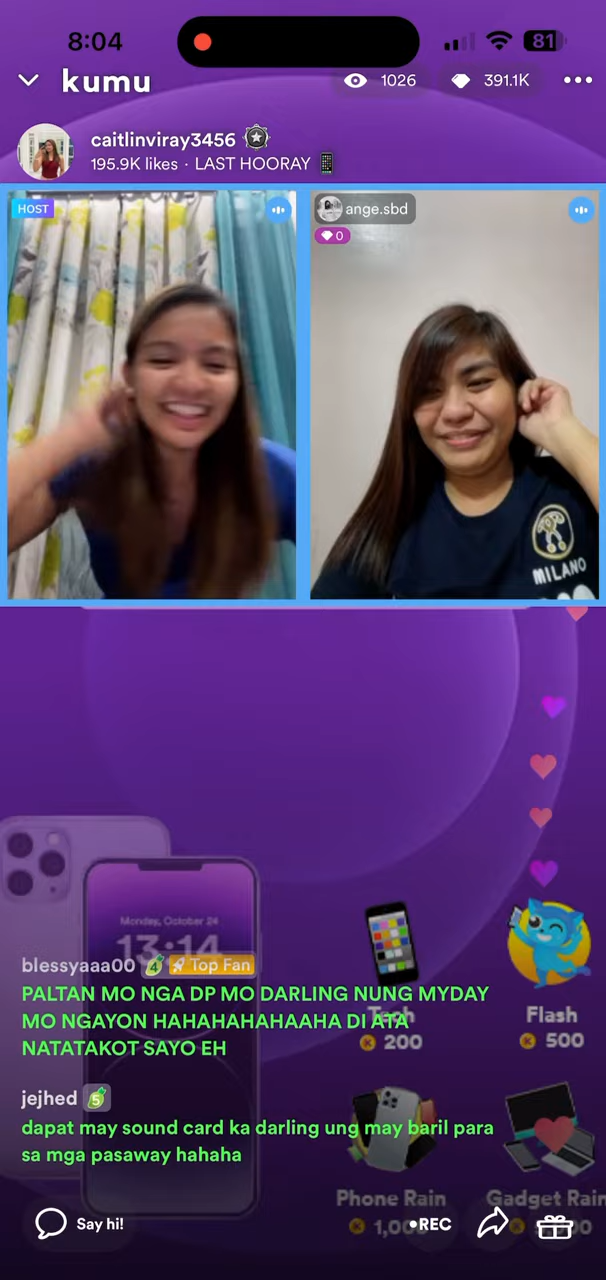 8:04
81
kumu
1026
391.1K
caitlinviray3456
195.9K likes · LAST HOORAY
HOST
ange.sbd
0
MILANO
Monday, October 24
13:14
blessyaaa00 4 Top Fan
PALTAN MO NGA DP MO DARLING NUNG MYDAY
MO NGAYON HAHAHAHAHAAHA DI ATA
NATATAKOT SAYO EH
Tech
200
Flash
500
jejhed 5
dapat may sound card ka darling ung may baril para
sa mga pasaway hahaha
Phone Rain
Gadget Rain
Say hi!
REC